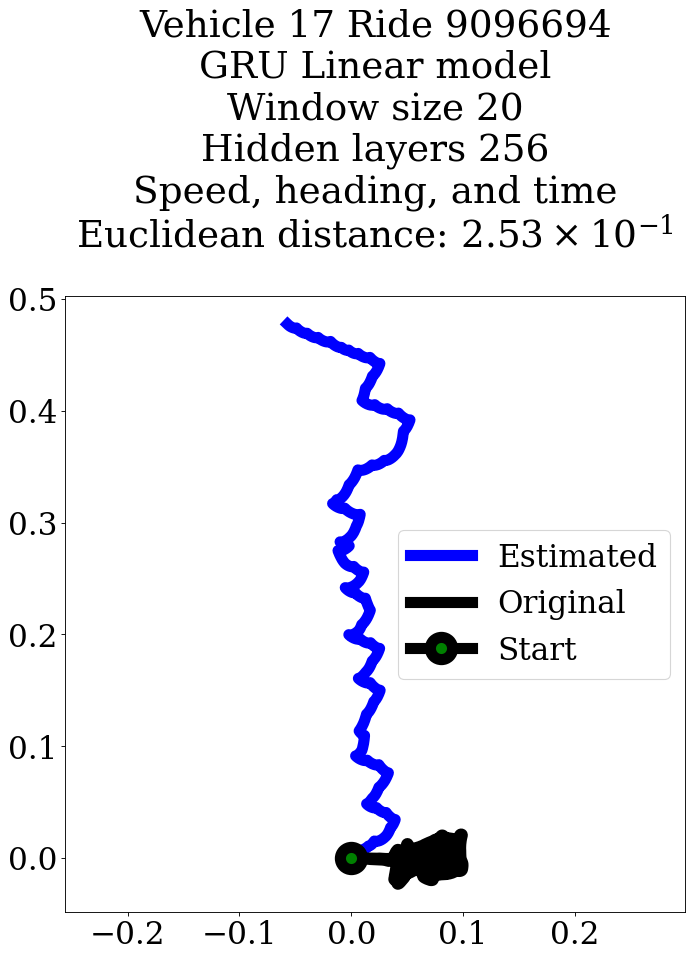 Vehicle 17 Ride 9096694
GRU Linear model
Window size 20
Hidden layers 256
Speed, heading, and time
Euclidean distance: 2.53 × 10⁻¹
0.5
0.4
0.3
0.2
0.1
0.0
Estimated
Original
Start
−0.2 −0.1 0.0 0.1 0.2